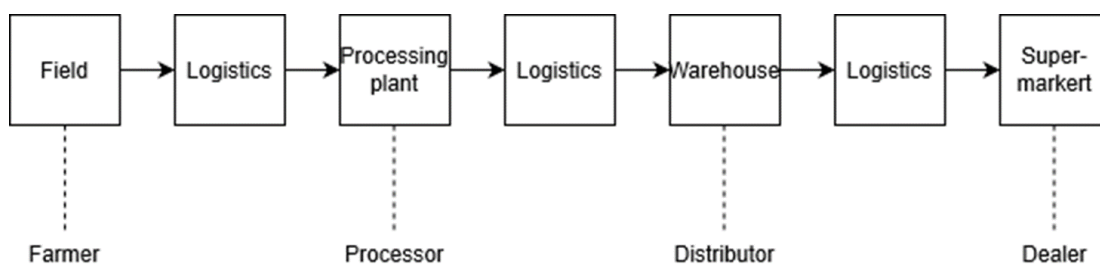 Field
Logistics
Processing
plant
Logistics
Warehouse
Logistics
Super-
markert
Farmer
Processor
Distributor
Dealer